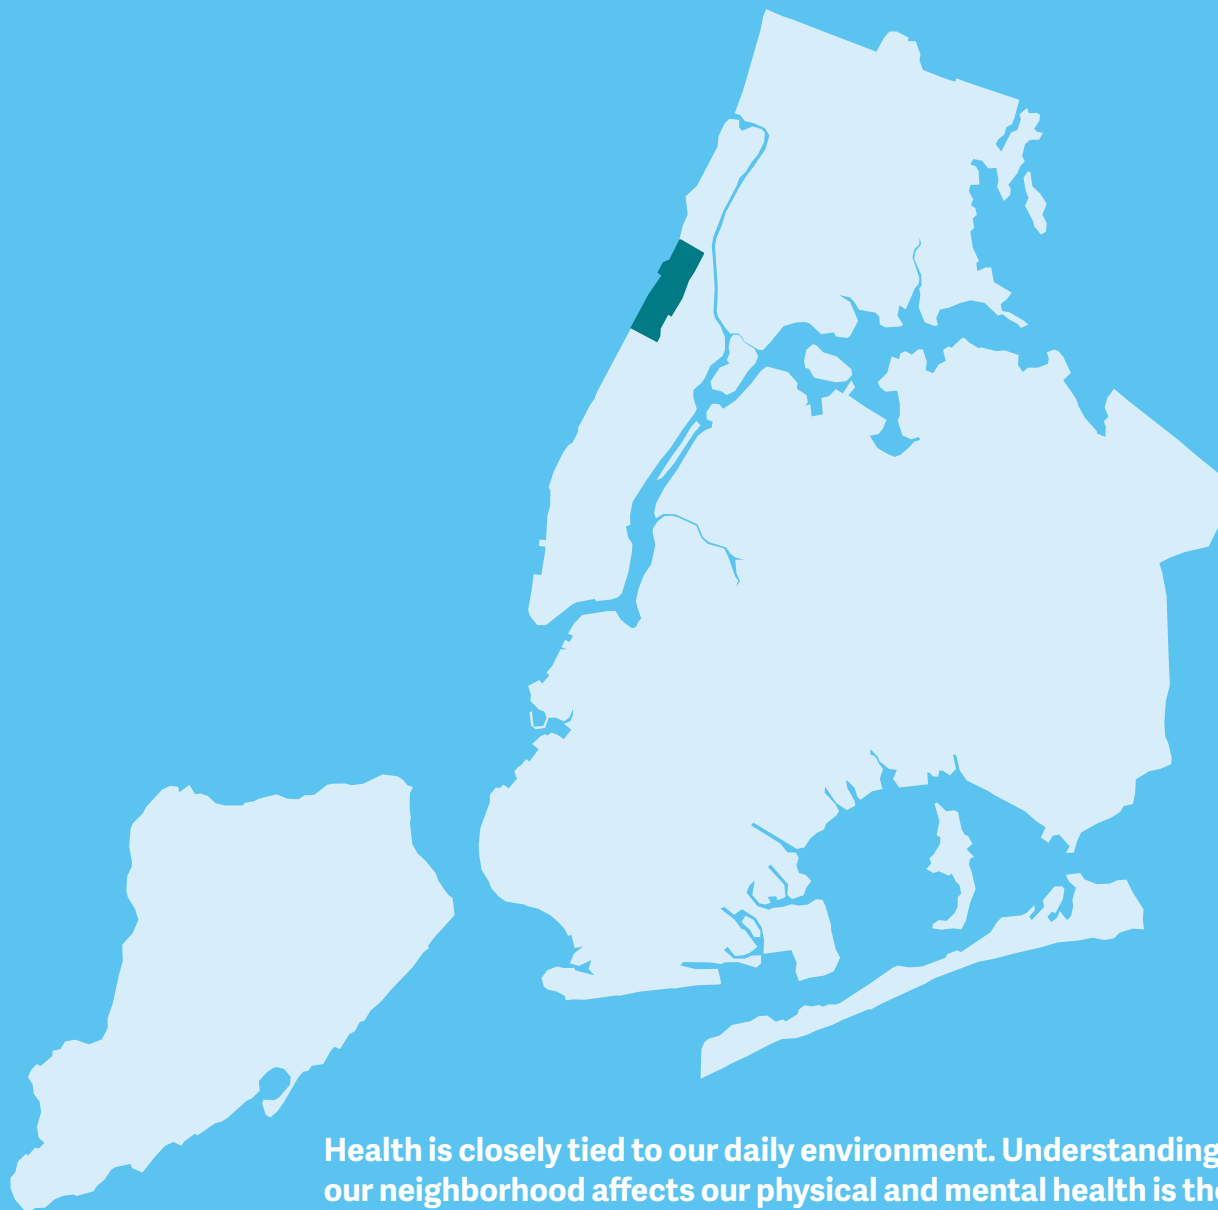 Health is closely tied to our daily environment. Understanding
our neighborhood affects our physical and mental health is the